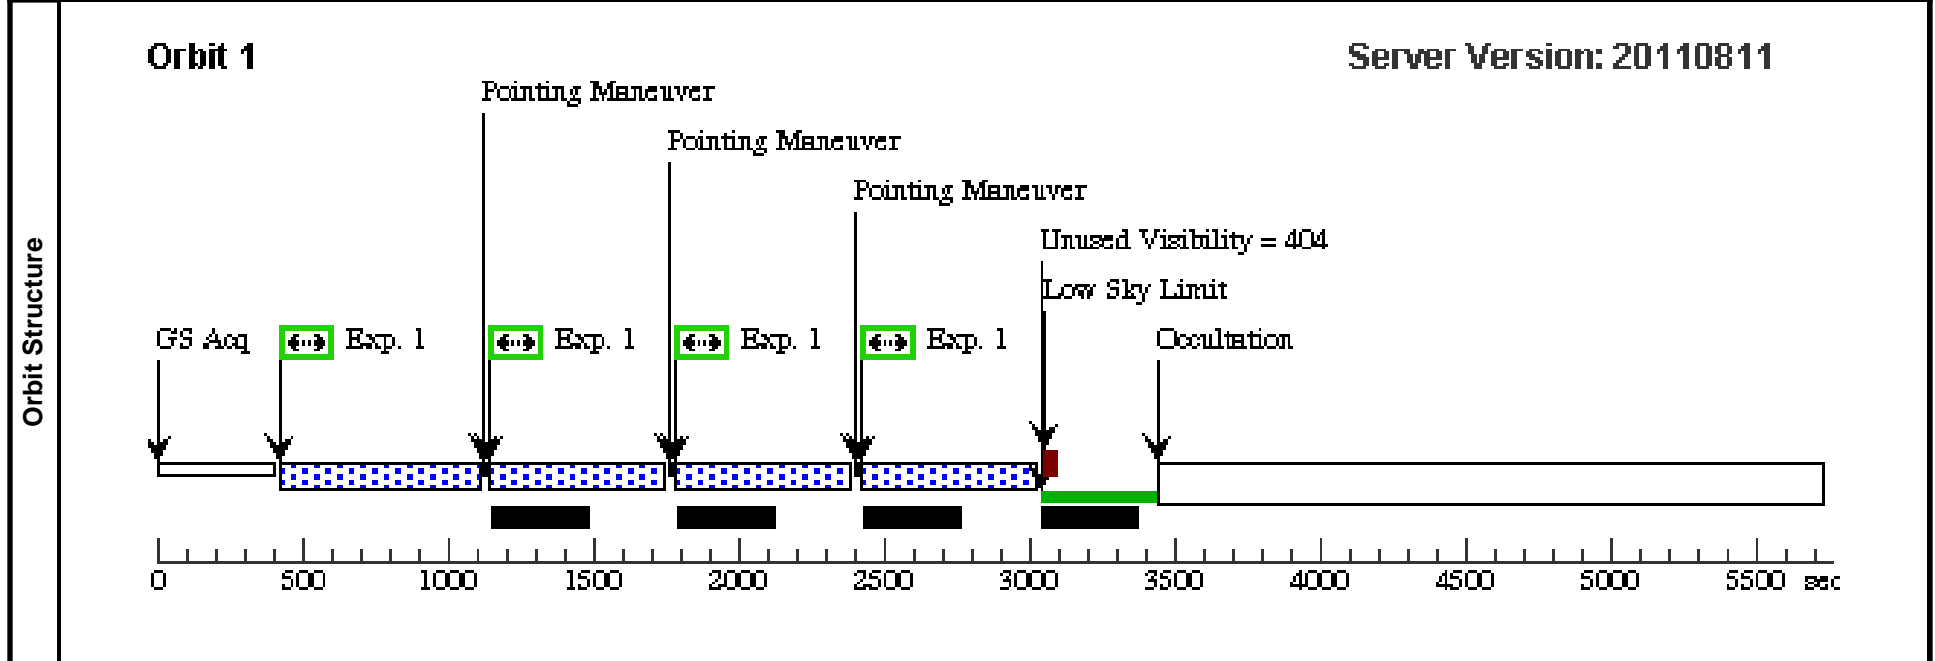 Orbit Structure
Orbit 1
Server Version: 20110811
Pointing Maneuver
Pointing Maneuver
Pointing Maneuver
Unused Visibility = 404
Low Sky Limit
GS Acq
Exp. 1
Exp. 1
Exp. 1
Exp. 1
Occultation
0 500 1000 1500 2000 2500 3000 3500 4000 4500 5000 5500 sec